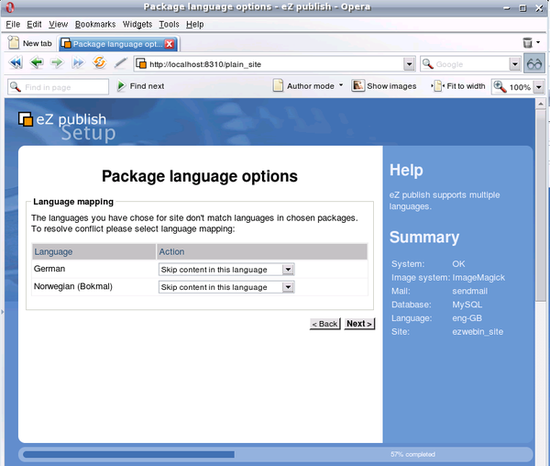 Package language options - eZ publish - Opera
File Edit View Bookmarks Widgets Tools Help
New tab Package language opt...
http://localhost:8310/plain_site Google
Find in page Find next Author mode Show images Fit to width 100%
eZ publish
Setup
Package language options
Language mapping
The languages you have chose for site don't match languages in chosen packages.
To resolve conflict please select language mapping:
Language Action
German Skip content in this language
Norwegian (Bokmal) Skip content in this language
< Back Next >
Help
eZ publish supports multiple
languages.
Summary
System: OK
Image system: ImageMagick
Mail: sendmail
Database: MySQL
Language: eng-GB
Site: ezwebin_site
57% completed